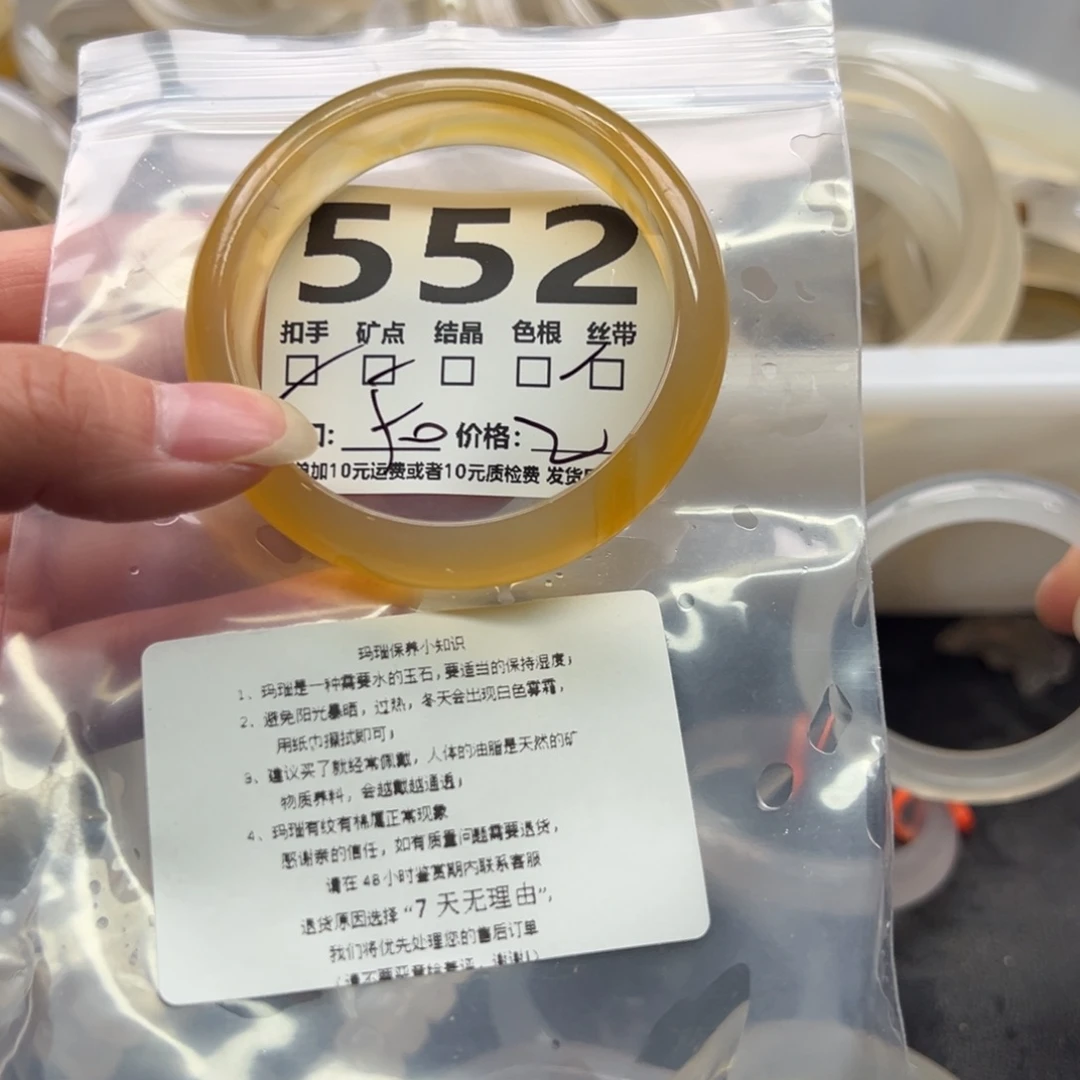 552
扣手 矿点 结晶 色根 丝带
口: 价格:
加10元运费或者10元质检费 发货
玛瑙保养小知识
1、玛瑙是一种需要水的玉石,要适当的保持湿度;
2、避免阳光暴晒,过热,冬天会出现白色雾霜,
用纸巾擦拭即可;
3、建议买了就经常佩戴,人体的油脂是天然的矿
物质养料,会越戴越通透;
4、玛瑙有纹有棉属正常现象
感谢亲的信任,如有质量问题需要退货,
请在48小时鉴赏期内联系客服
退货原因选择“7天无理由”,
我们将优先处理您的售后订单